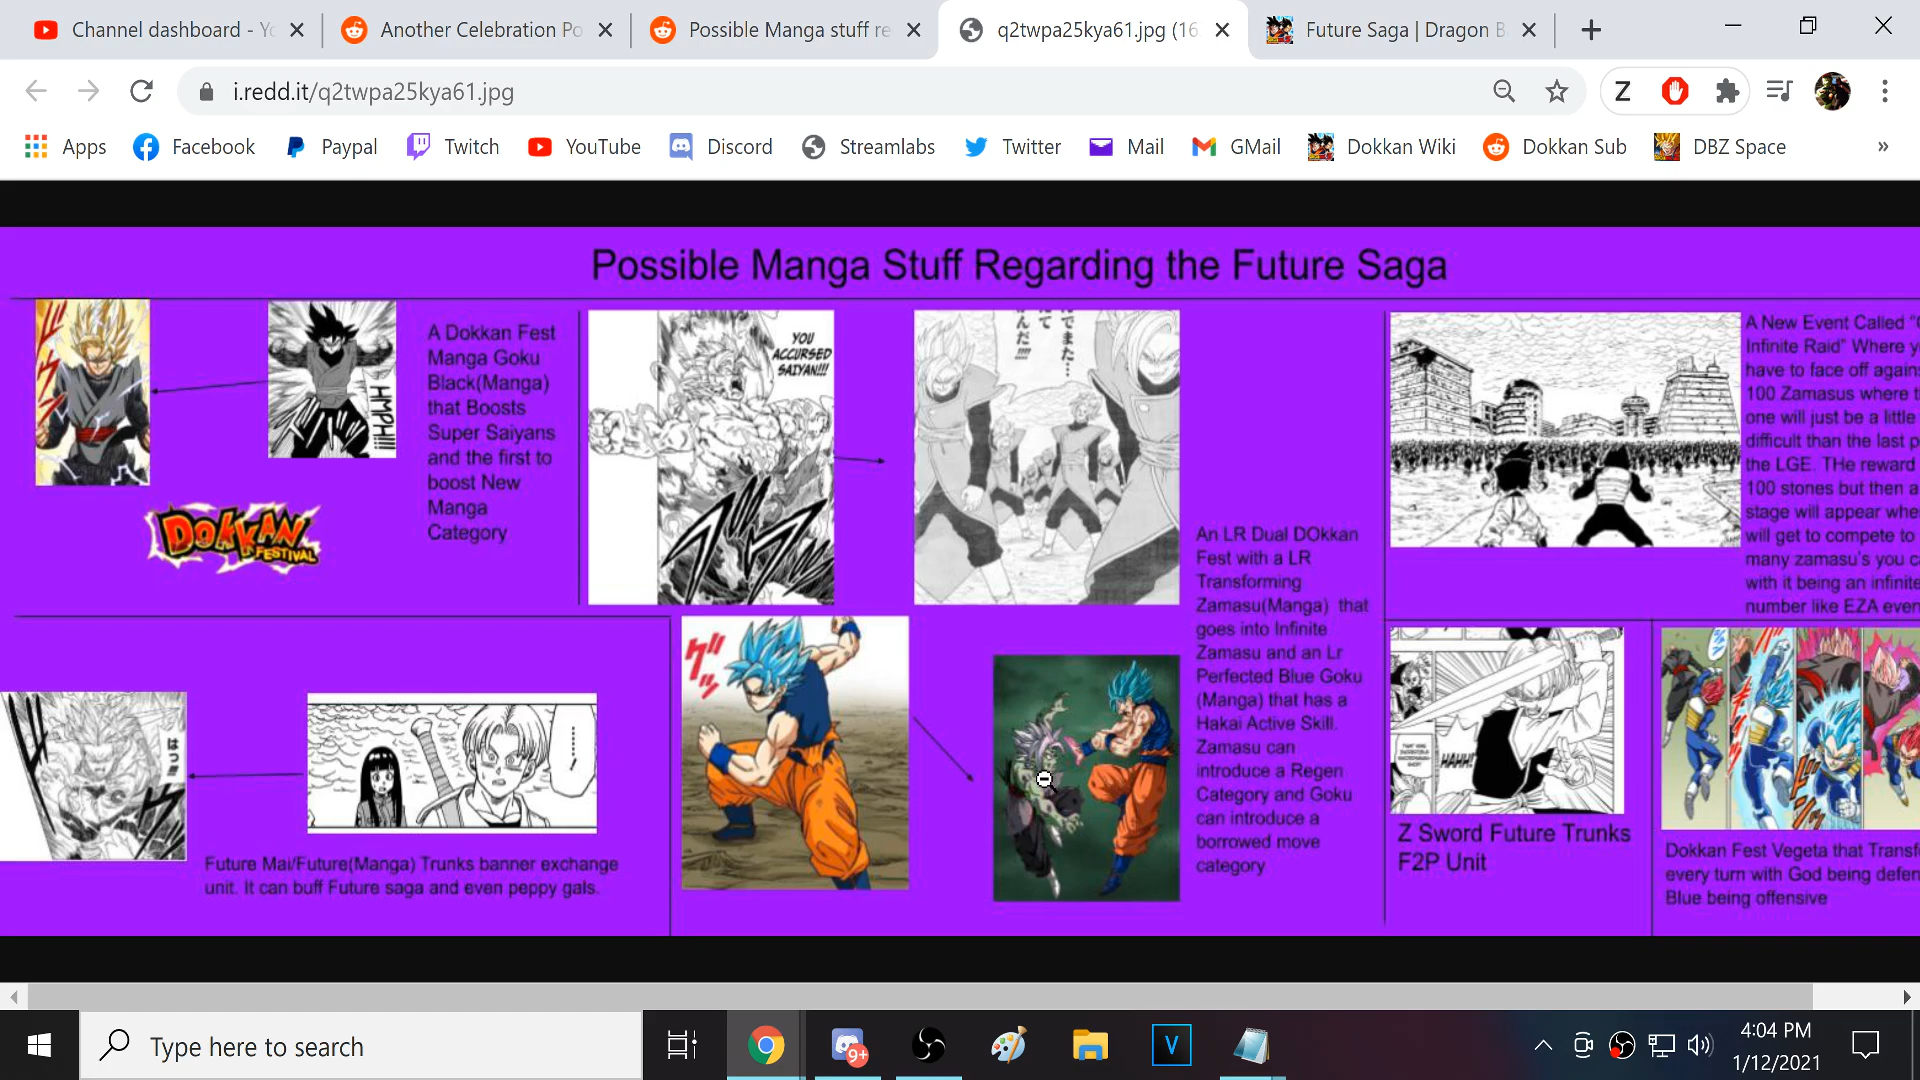 Channel dashboard - Yo
Another Celebration Po
Possible Manga stuff re
q2twpa25kya61.jpg (16
Future Saga | Dragon B
i.redd.it/q2twpa25kya61.jpg
Z
Apps
Facebook
Paypal
Twitch
YouTube
Discord
Streamlabs
Twitter
Mail
GMail
Dokkan Wiki
Dokkan Sub
DBZ Space
»
Possible Manga Stuff Regarding the Future Saga
HMPH!!!
A Dokkan Fest
Manga Goku
Black(Manga)
that Boosts
Super Saiyans
and the first to
boost New
Manga
Category
DOKKAN
FESTIVAL
YOU
ACCURSED
SAIYAN!!!
An LR Dual DOkkan
Fest with a LR
Transforming
Zamasu(Manga) that
goes into Infinite
Zamasu and an Lr
Perfected Blue Goku
(Manga) that has a
Hakai Active Skill.
Zamasu can
introduce a Regen
Category and Goku
can introduce a
borrowed move
category
A New Event Called
Infinite Raid" Where y
have to face off agains
100 Zamasus where t
one will just be a little
difficult than the last p
the LGE. THe reward
100 stones but then a
stage will appear whe
will get to compete to
many zamasu's you c
with it being an infinite
number like EZA even
はっ
......!
Future Mai/Future(Manga) Trunks banner exchange
unit. It can buff Future saga and even peppy gals.
HAHH!
Z Sword Future Trunks
F2P Unit
Dokkan Fest Vegeta that Transf
every turn with God being defen
Blue being offensive
Type here to search
9+
V
4:04 PM
1/12/2021